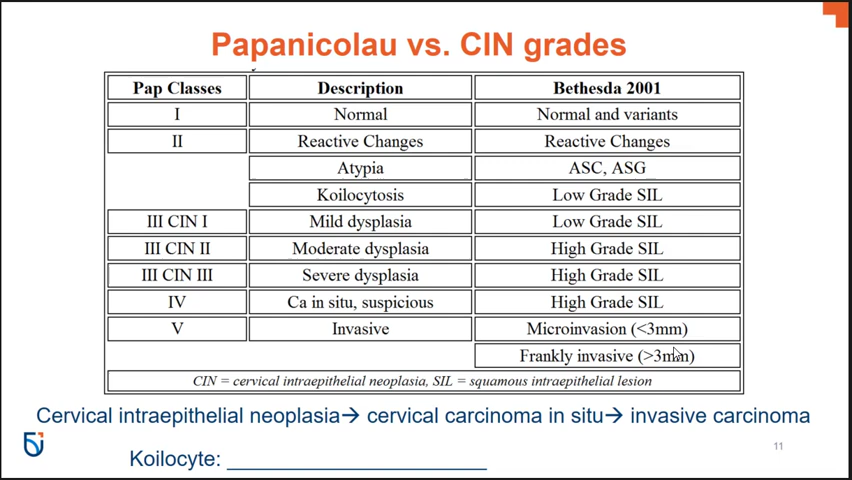 Papanicolau vs. CIN grades
Pap Classes Description Bethesda 2001
I Normal Normal and variants
II Reactive Changes Reactive Changes
Atypia ASC, ASG
Koilocytosis Low Grade SIL
III CIN I Mild dysplasia Low Grade SIL
III CIN II Moderate dysplasia High Grade SIL
III CIN III Severe dysplasia High Grade SIL
IV Ca in situ, suspicious High Grade SIL
V Invasive Microinvasion (<3mm)
Frankly invasive (>3mm)
CIN = cervical intraepithelial neoplasia, SIL = squamous intraepithelial lesion
Cervical intraepithelial neoplasia→ cervical carcinoma in situ→ invasive carcinoma
11
Koilocyte: ______________________